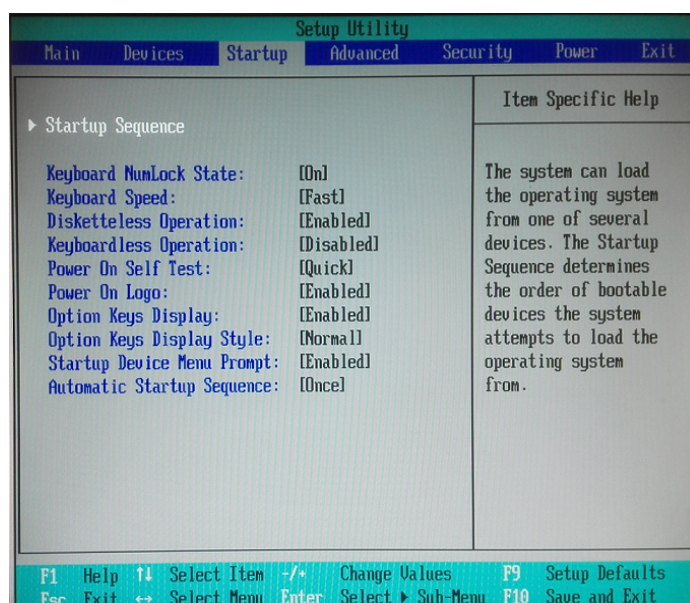 Setup Utility
Main Devices Startup Advanced Security Power Exit
▶ Startup Sequence
Keyboard NumLock State: [On]
Keyboard Speed: [Fast]
Disketteless Operation: [Enabled]
Keyboardless Operation: [Disabled]
Power On Self Test: [Quick]
Power On Logo: [Enabled]
Option Keys Display: [Enabled]
Option Keys Display Style: [Normal]
Startup Device Menu Prompt: [Enabled]
Automatic Startup Sequence: [Once]
Item Specific Help
The system can load
the operating system
from one of several
devices. The Startup
Sequence determines
the order of bootable
devices the system
attempts to load the
operating system
from.
F1 Help ↑↓ Select Item -/+ Change Values F9 Setup Defaults
Esc Exit ↔ Select Menu Enter Select ▶ Sub-Menu F10 Save and Exit